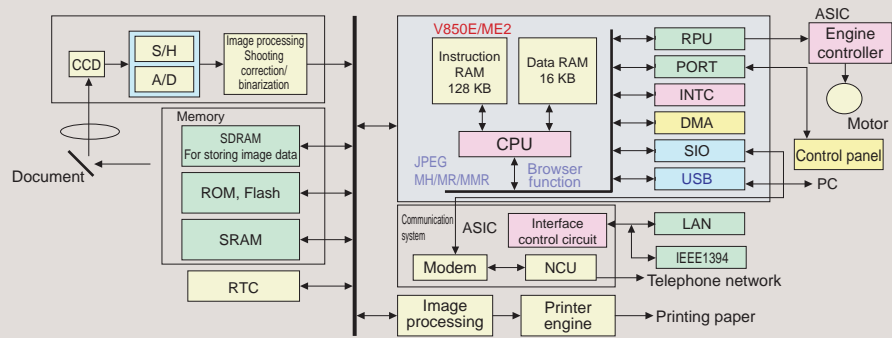 CCD
S/H
A/D
Image processing
Shooting
correction/
binarization
Document
Memory
SDRAM
For storing image data
ROM, Flash
SRAM
RTC
V850E/ME2
Instruction
RAM
128 KB
Data RAM
16 KB
CPU
JPEG
MH/MR/MMR
Browser
function
RPU
PORT
INTC
DMA
SIO
USB
ASIC
Engine
controller
Motor
Control panel
PC
Communication
system
ASIC
Interface
control circuit
LAN
IEEE1394
Modem
NCU
Telephone network
Image
processing
Printer
engine
Printing paper